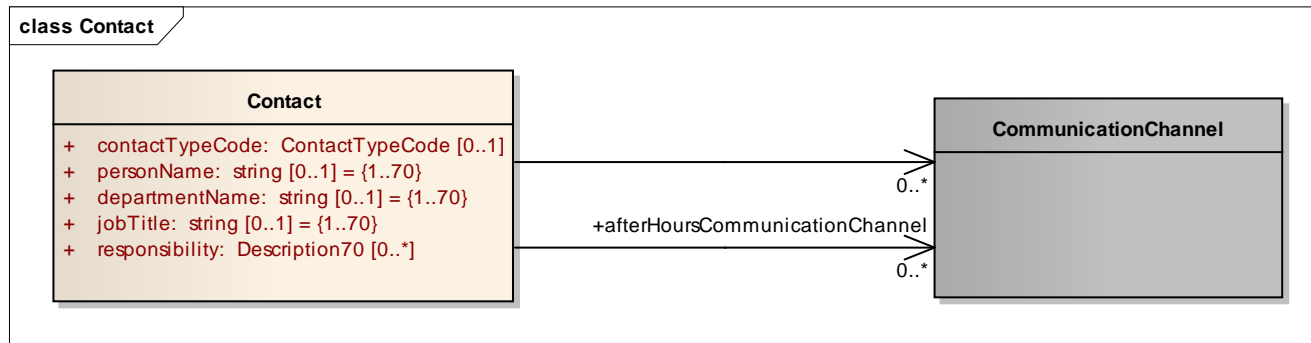 class Contact
Contact
+ contactTypeCode: ContactTypeCode [0..1]
+ personName: string [0..1] = {1..70}
+ departmentName: string [0..1] = {1..70}
+ jobTitle: string [0..1] = {1..70}
+ responsibility: Description70 [0..*]
CommunicationChannel
0..*
+afterHoursCommunicationChannel
0..*